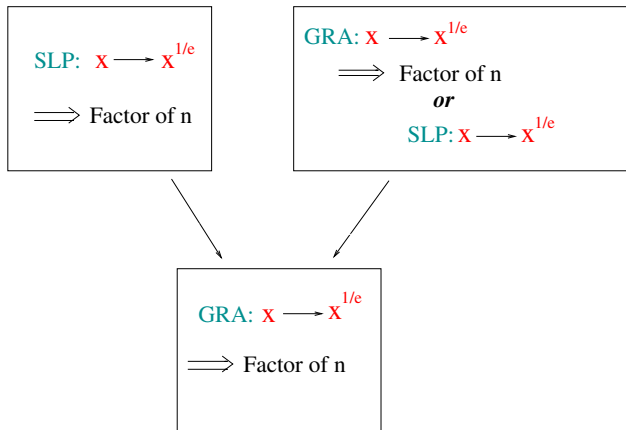 SLP: x → x^1/e
⇒ Factor of n
GRA: x → x^1/e
⇒ Factor of n
or
SLP: x → x^1/e
GRA: x → x^1/e
⇒ Factor of n